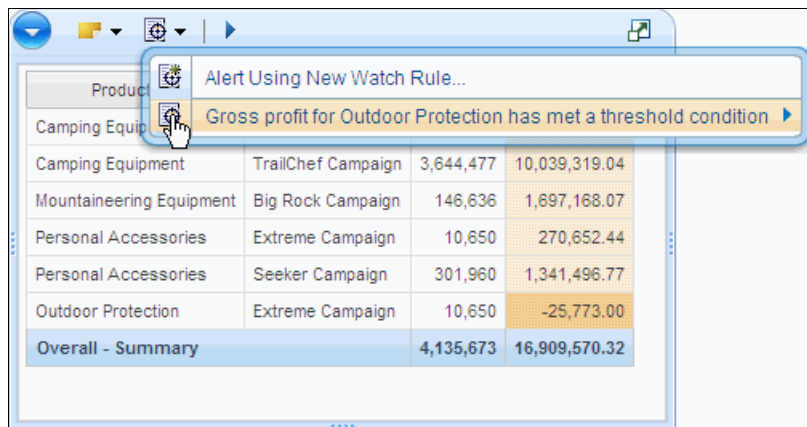 Alert Using New Watch Rule...
Product
Gross profit for Outdoor Protection has met a threshold condition
Camping Equip
Camping Equipment TrailChef Campaign 3,644,477 10,039,319.04
Mountaineering Equipment Big Rock Campaign 146,636 1,697,168.07
Personal Accessories Extreme Campaign 10,650 270,652.44
Personal Accessories Seeker Campaign 301,960 1,341,496.77
Outdoor Protection Extreme Campaign 10,650 -25,773.00
Overall - Summary 4,135,673 16,909,570.32